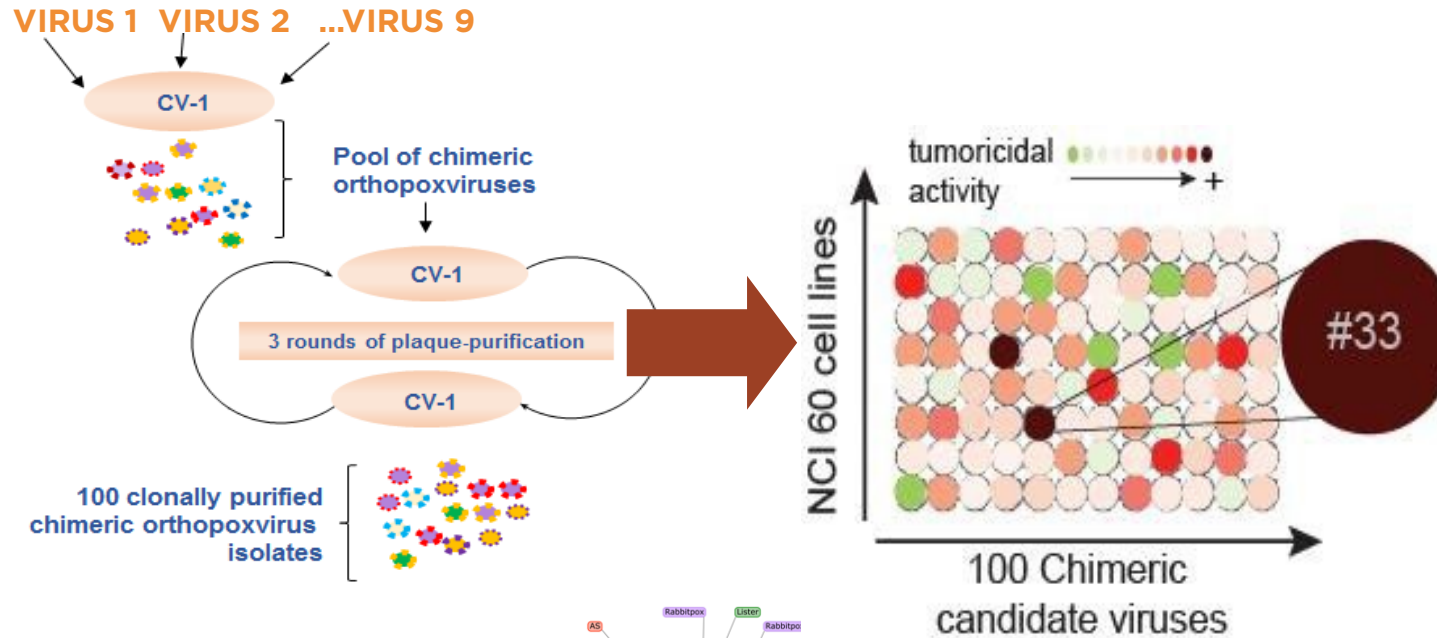 VIRUS 1 VIRUS 2 ...VIRUS 9
CV-1
Pool of chimeric
orthopoxviruses
CV-1
3 rounds of plaque-purification
CV-1
100 clonally purified
chimeric orthopoxvirus
isolates
tumoricidal
activity
+
NCI 60 cell lines
#33
100 Chimeric
candidate viruses
AS
Rabbitpox
Lister
Rabbitpo